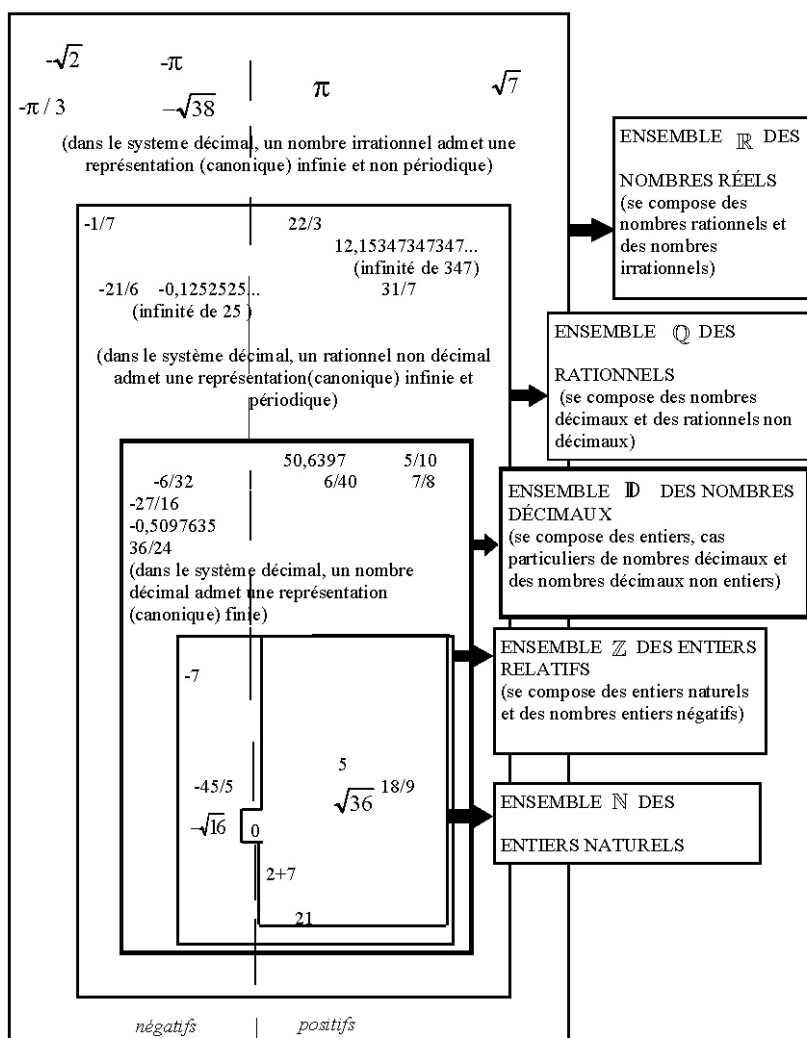 -√2 -π
π √7
-π / 3 -√38
(dans le systeme décimal, un nombre irrationnel admet une
représentation (canonique) infinie et non périodique)
ENSEMBLE ℝ DES
NOMBRES RÉELS
(se compose des
nombres rationnels et
des nombres
irrationnels)
-1/7 22/3
12,15347347347...
(infinité de 347)
-21/6 -0,1252525... 31/7
(infinité de 25 )
(dans le système décimal, un rationnel non décimal
admet une représentation(canonique) infinie et
périodique)
ENSEMBLE ℚ DES
RATIONNELS
(se compose des nombres
décimaux et des rationnels non
décimaux)
50,6397 5/10
-6/32 6/40 7/8
-27/16
-0,5097635
36/24
(dans le système décimal, un nombre
décimal admet une représentation
(canonique) finie)
ENSEMBLE 𝔻 DES NOMBRES
DÉCIMAUX
(se compose des entiers, cas
particuliers de nombres décimaux et
des nombres décimaux non entiers)
-7
ENSEMBLE ℤ DES ENTIERS
RELATIFS
(se compose des entiers naturels
et des nombres entiers négatifs)
5
-45/5 √36 18/9
-√16 0
2+7
21
ENSEMBLE ℕ DES
ENTIERS NATURELS
négatifs positifs